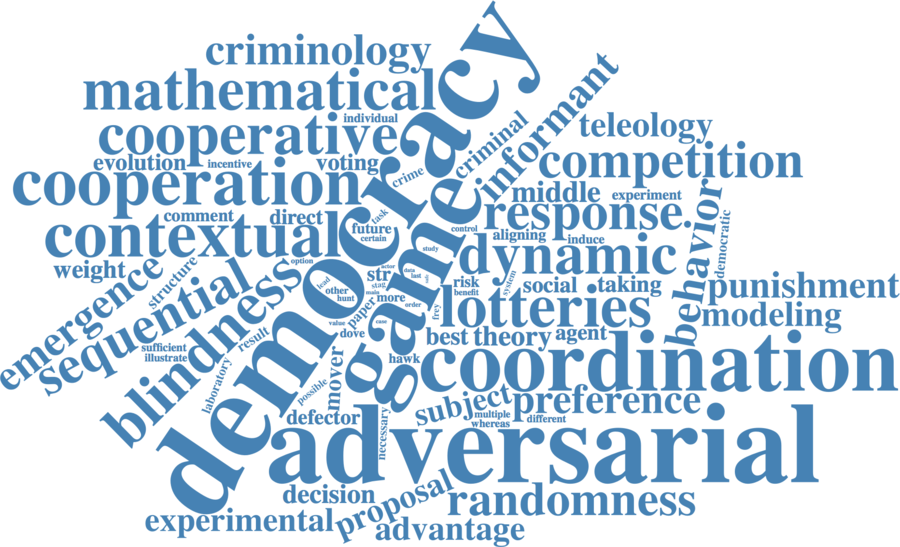 criminology
mathematical
individual
cooperative
evolution
incentive
voting
crime
criminal
informant
teleology
competition
cooperation
comment
direct
task
future
certain
contextual
option
actor
study
control
middle
experiment
response
aligning
induce
dynamic
behavior
democratic
weight
structure
emergence
sequential
blindness
democracy
game
lead
other
hunt
str
stag
main
data
last
more
order
paper
value
dove
case
frey
risk
benefit
system
social
taking
punishment
lotteries
modeling
best
theory
agent
hawk
result
sufficient
illustrate
laboratory
possible
mover
coordination
subject
preference
multiple
whereas
different
defector
necessary
adversarial
decision
proposal
randomness
experimental
advantage